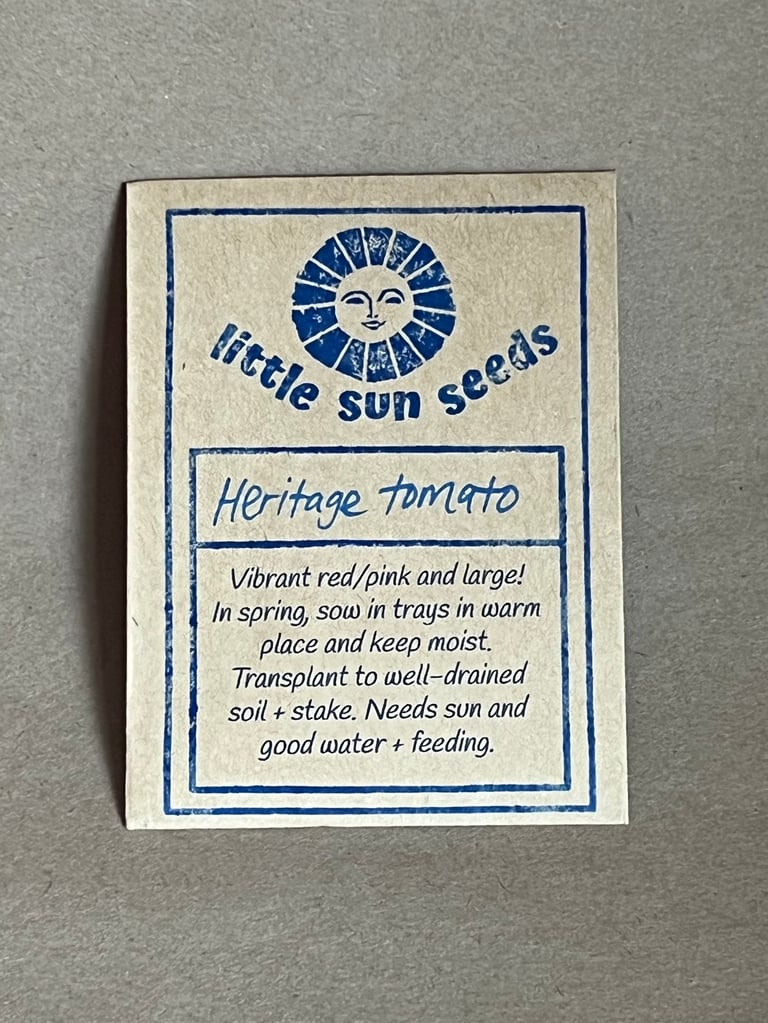 little sun seeds
Heritage tomato
Vibrant red/pink and large!
In spring, sow in trays in warm
place and keep moist.
Transplant to well-drained
soil + stake. Needs sun and
good water + feeding.